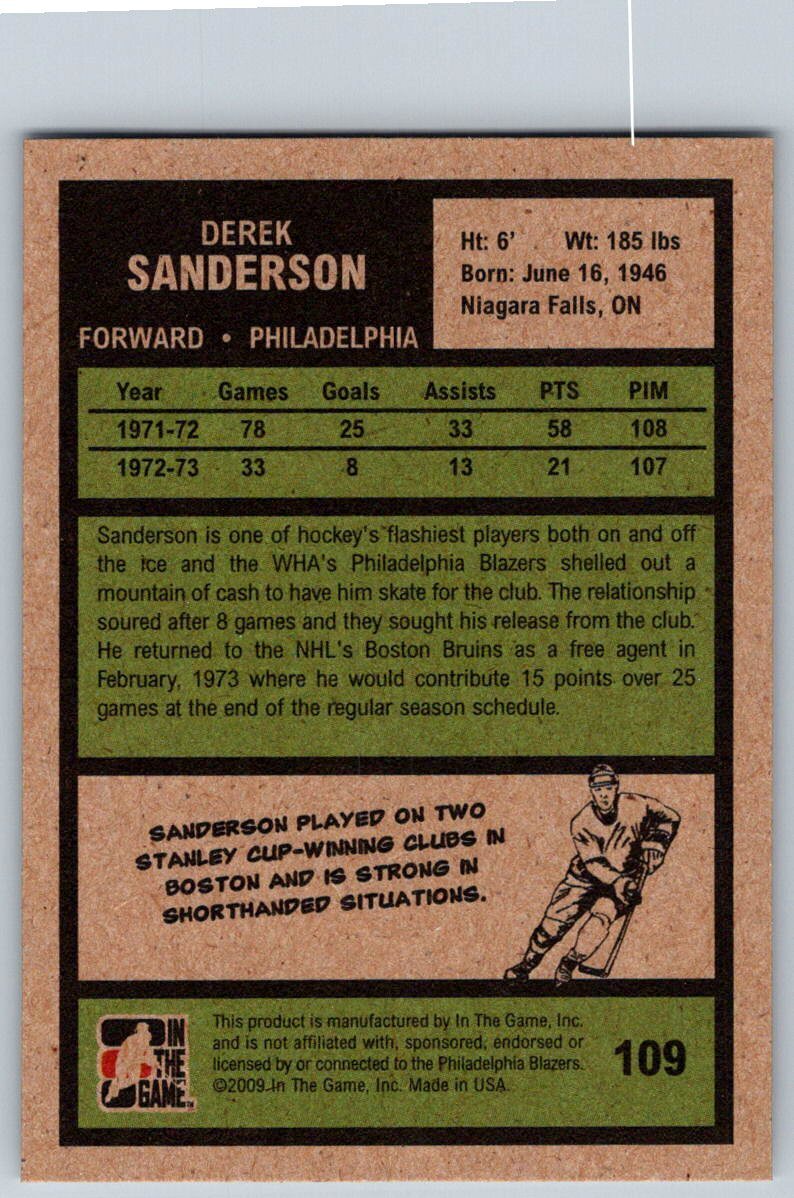 DEREK
SANDERSON
FORWARD • PHILADELPHIA
Ht: 6' Wt: 185 lbs
Born: June 16, 1946
Niagara Falls, ON
Year Games Goals Assists PTS PIM
1971-72 78 25 33 58 108
1972-73 33 8 13 21 107
Sanderson is one of hockey's flashiest players both on and off
the ice and the WHA's Philadelphia Blazers shelled out a
mountain of cash to have him skate for the club. The relationship
soured after 8 games and they sought his release from the club.
He returned to the NHL's Boston Bruins as a free agent in
February, 1973 where he would contribute 15 points over 25
games at the end of the regular season schedule.
SANDERSON PLAYED ON TWO
STANLEY CUP-WINNING CLUBS IN
BOSTON AND IS STRONG IN
SHORTHANDED SITUATIONS.
IN
THE
GAME™
This product is manufactured by In The Game, Inc.
and is not affiliated with, sponsored, endorsed or
licensed by or connected to the Philadelphia Blazers.
©2009 In The Game, Inc. Made in USA.
109